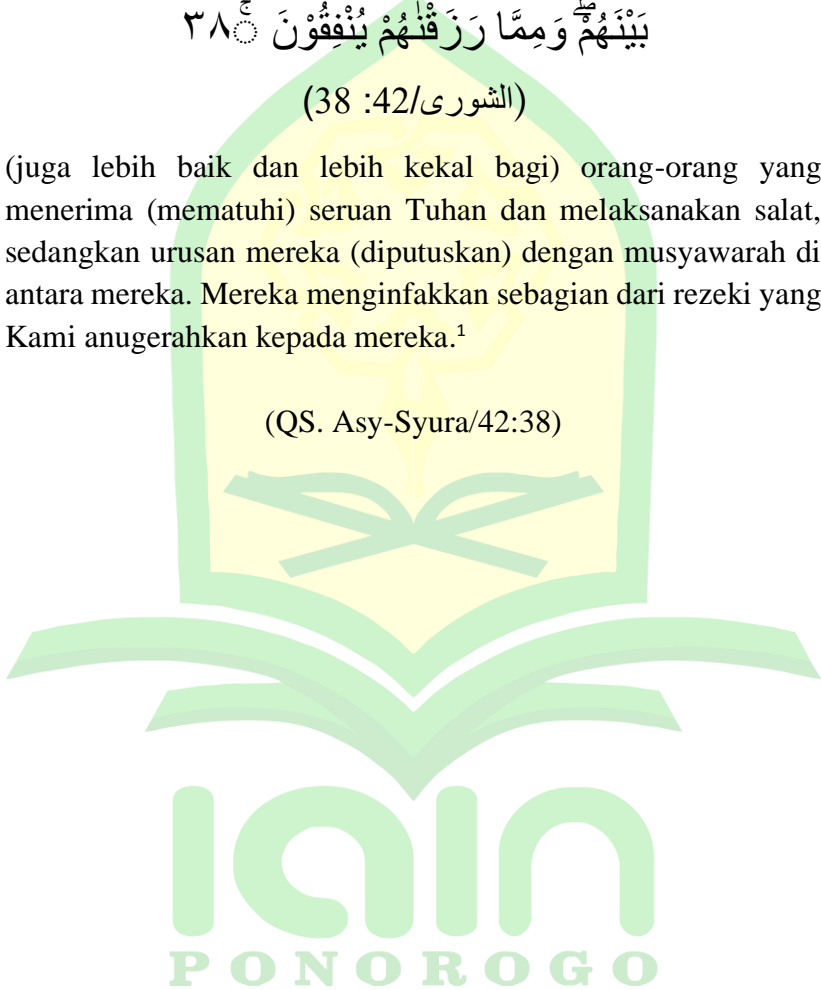 بَيْنَهُمْۖ وَمِمَّا رَزَقْنٰهُمْ يُنْفِقُوْنَ ۚ ٣٨
(الشورى/42: 38)
(juga lebih baik dan lebih kekal bagi) orang-orang yang
menerima (mematuhi) seruan Tuhan dan melaksanakan salat,
sedangkan urusan mereka (diputuskan) dengan musyawarah di
antara mereka. Mereka menginfakkan sebagian dari rezeki yang
Kami anugerahkan kepada mereka.¹
(QS. Asy-Syura/42:38)
IAIN
PONOROGO